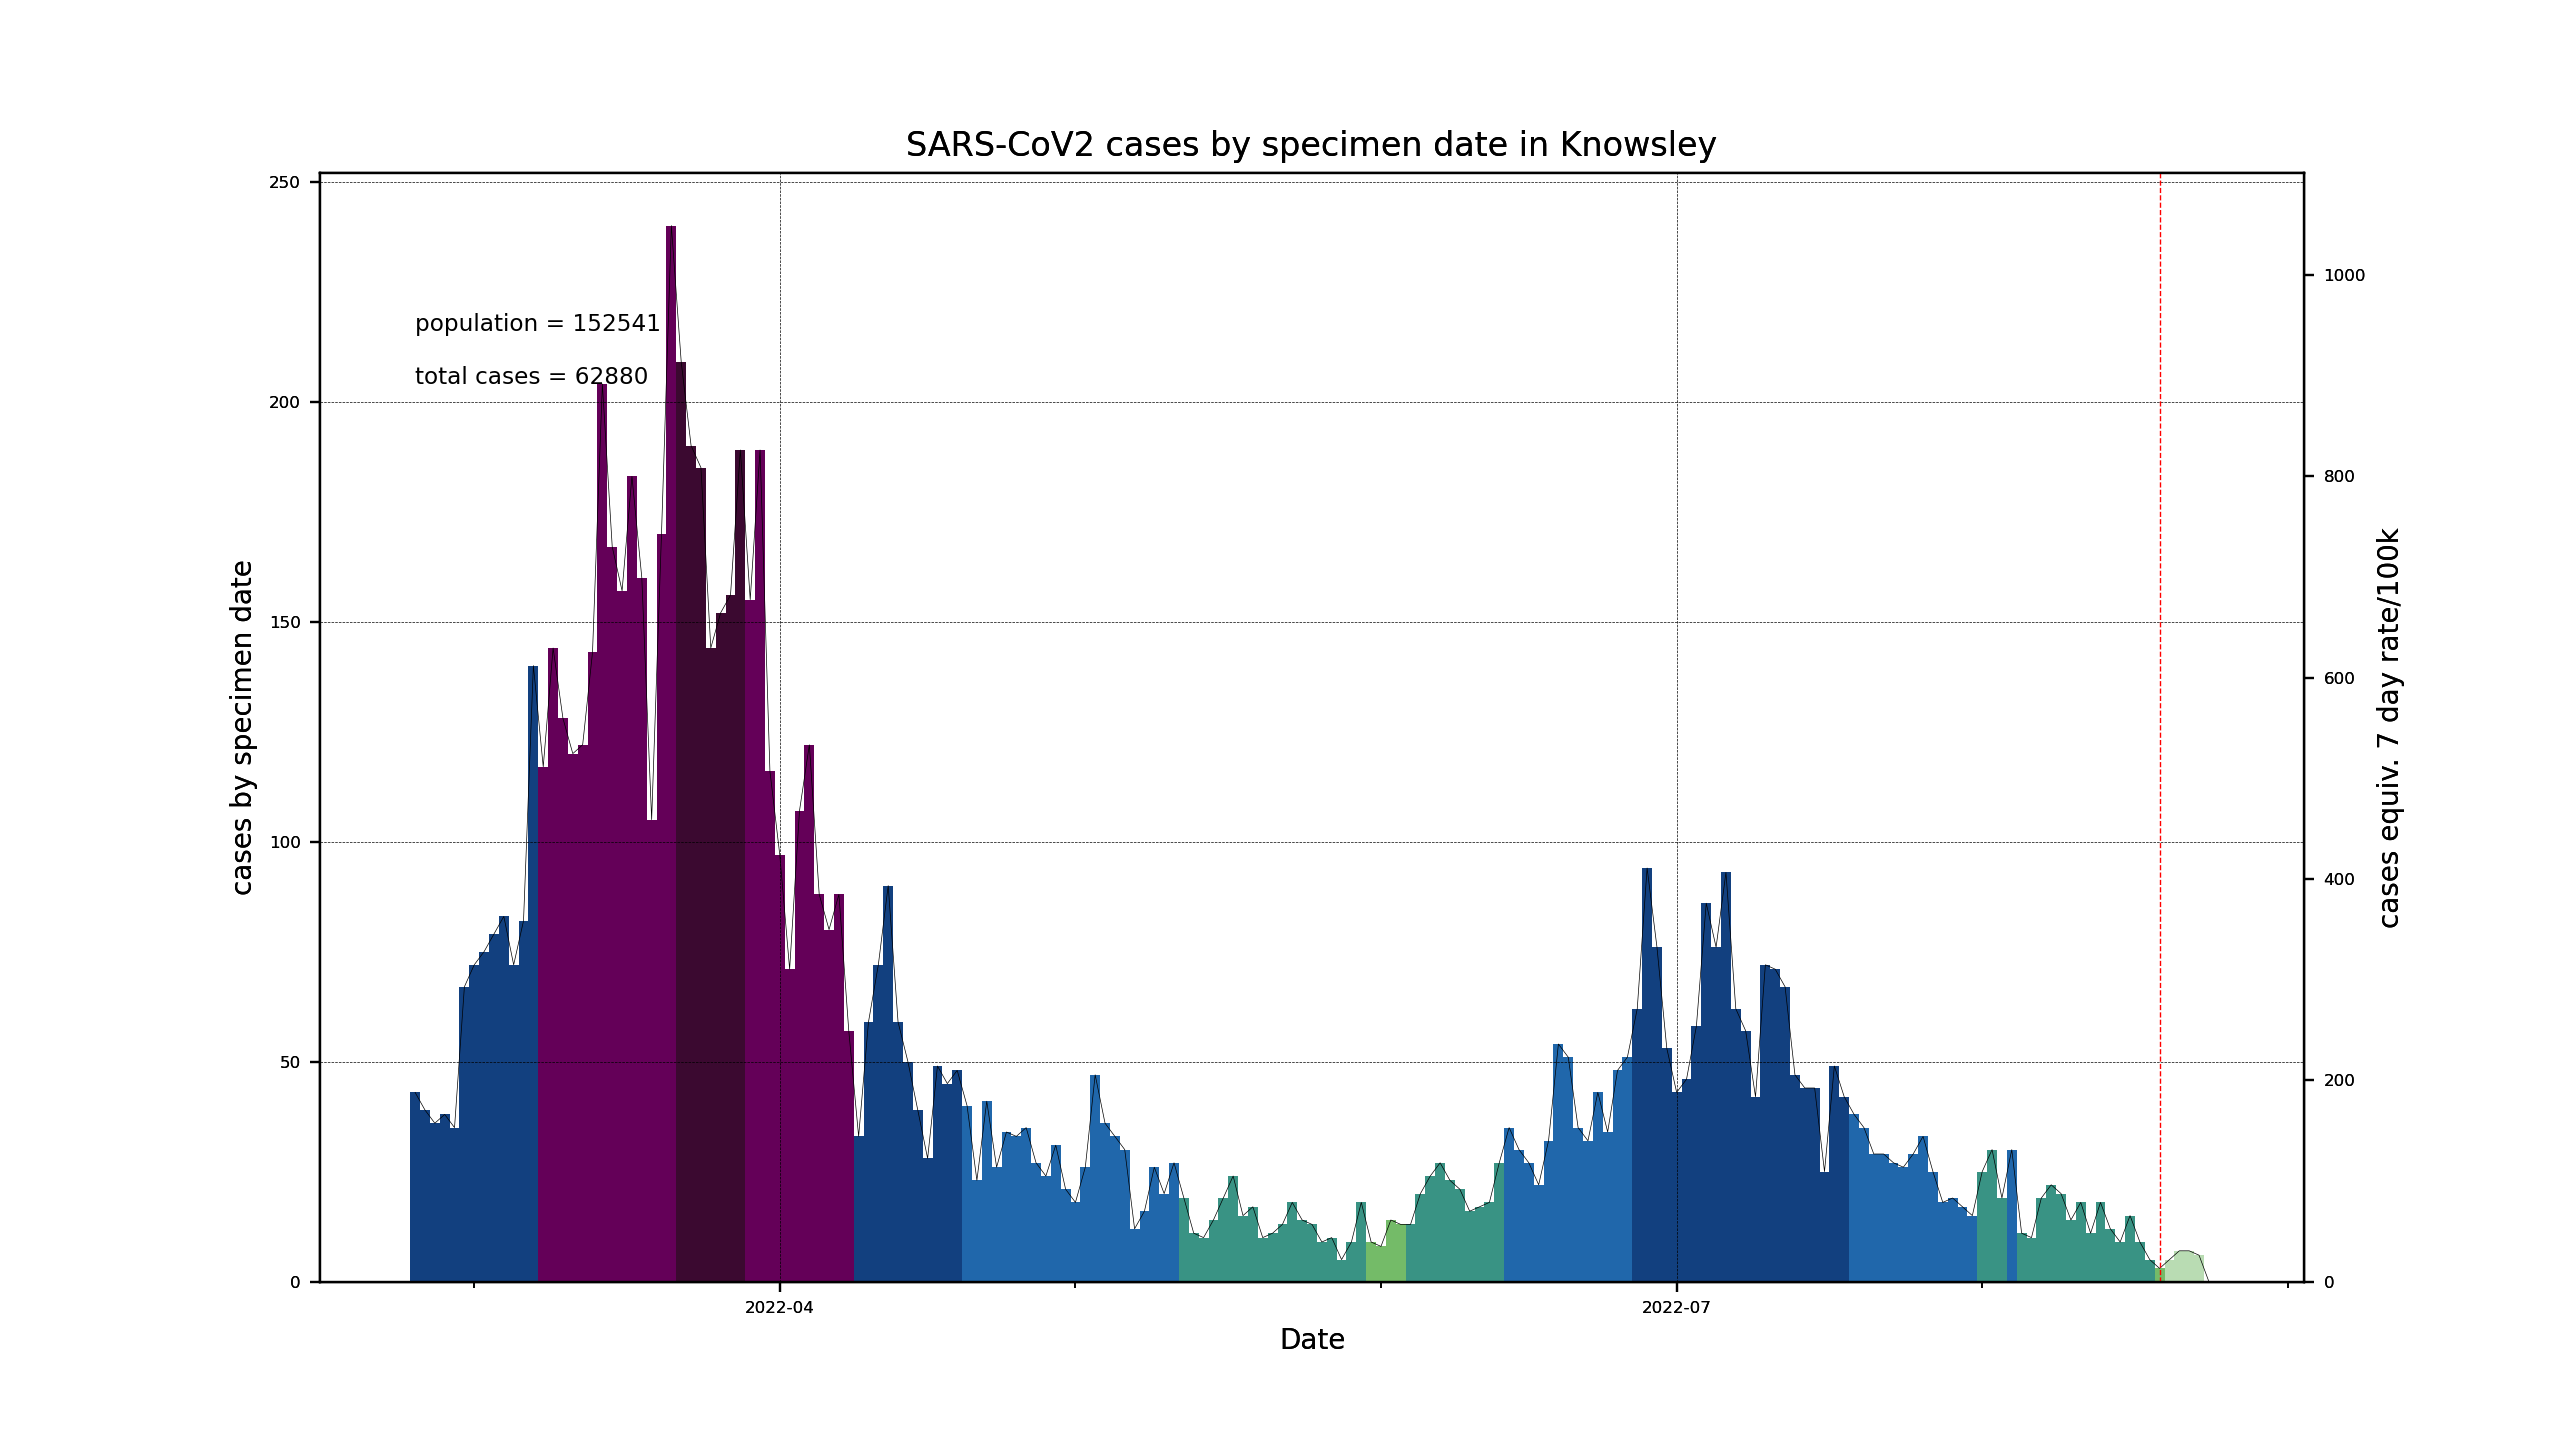 SARS-CoV2 cases by specimen date in Knowsley
250
200
150
100
50
0
cases by specimen date
population = 152541
total cases = 62880
1000
800
600
400
200
0
cases equiv. 7 day rate/100k
2022-04
2022-07
Date